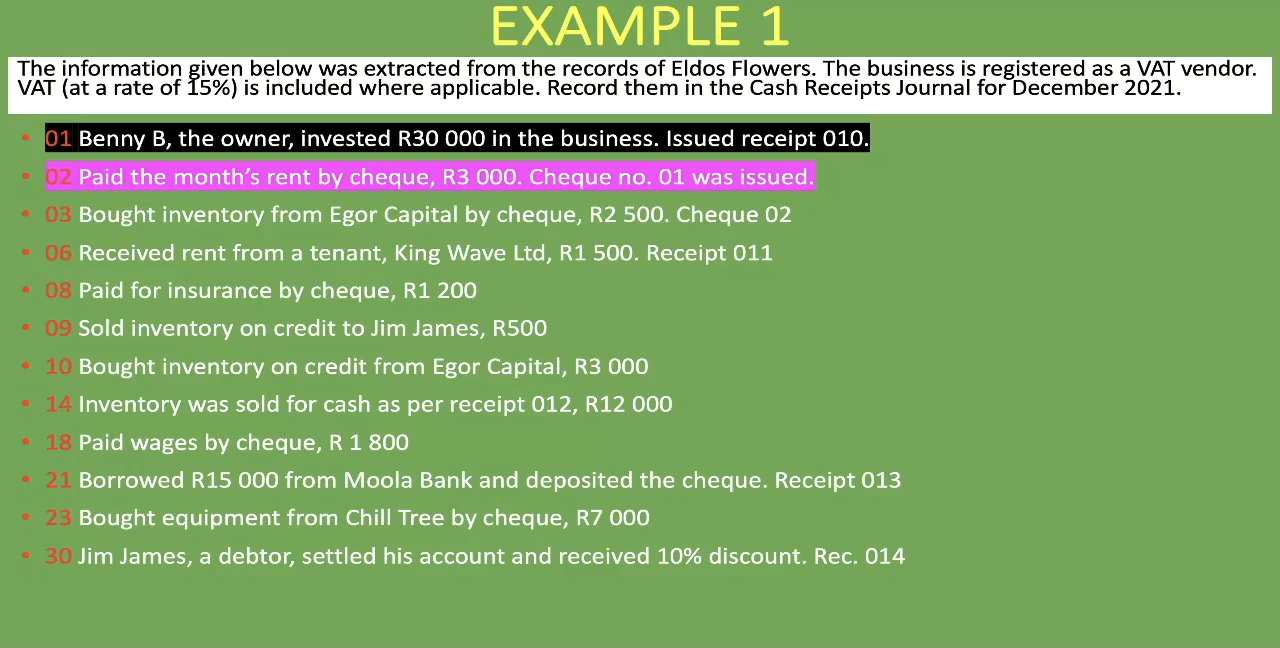 EXAMPLE 1
The information given below was extracted from the records of Eldos Flowers. The business is registered as a VAT vendor.
VAT (at a rate of 15%) is included where applicable. Record them in the Cash Receipts Journal for December 2021.
• 01 Benny B, the owner, invested R30 000 in the business. Issued receipt 010.
• 02 Paid the month's rent by cheque, R3 000. Cheque no. 01 was issued.
• 03 Bought inventory from Egor Capital by cheque, R2 500. Cheque 02
• 06 Received rent from a tenant, King Wave Ltd, R1 500. Receipt 011
• 08 Paid for insurance by cheque, R1 200
• 09 Sold inventory on credit to Jim James, R500
• 10 Bought inventory on credit from Egor Capital, R3 000
• 14 Inventory was sold for cash as per receipt 012, R12 000
• 18 Paid wages by cheque, R 1 800
• 21 Borrowed R15 000 from Moola Bank and deposited the cheque. Receipt 013
• 23 Bought equipment from Chill Tree by cheque, R7 000
• 30 Jim James, a debtor, settled his account and received 10% discount. Rec. 014